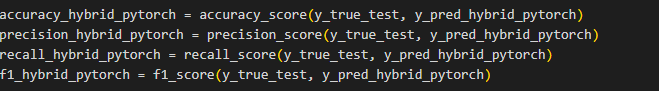 accuracy_hybrid_pytorch = accuracy_score(y_true_test, y_pred_hybrid_pytorch)
precision_hybrid_pytorch = precision_score(y_true_test, y_pred_hybrid_pytorch)
recall_hybrid_pytorch = recall_score(y_true_test, y_pred_hybrid_pytorch)
f1_hybrid_pytorch = f1_score(y_true_test, y_pred_hybrid_pytorch)